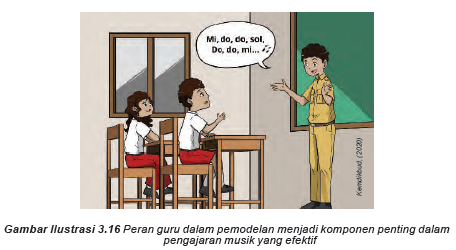 Mi, do, do, sol,
Do, do, mi...
Kemdikbud, (2020)
Gambar Ilustrasi 3.16 Peran guru dalam pemodelan menjadi komponen penting dalam
pengajaran musik yang efektif